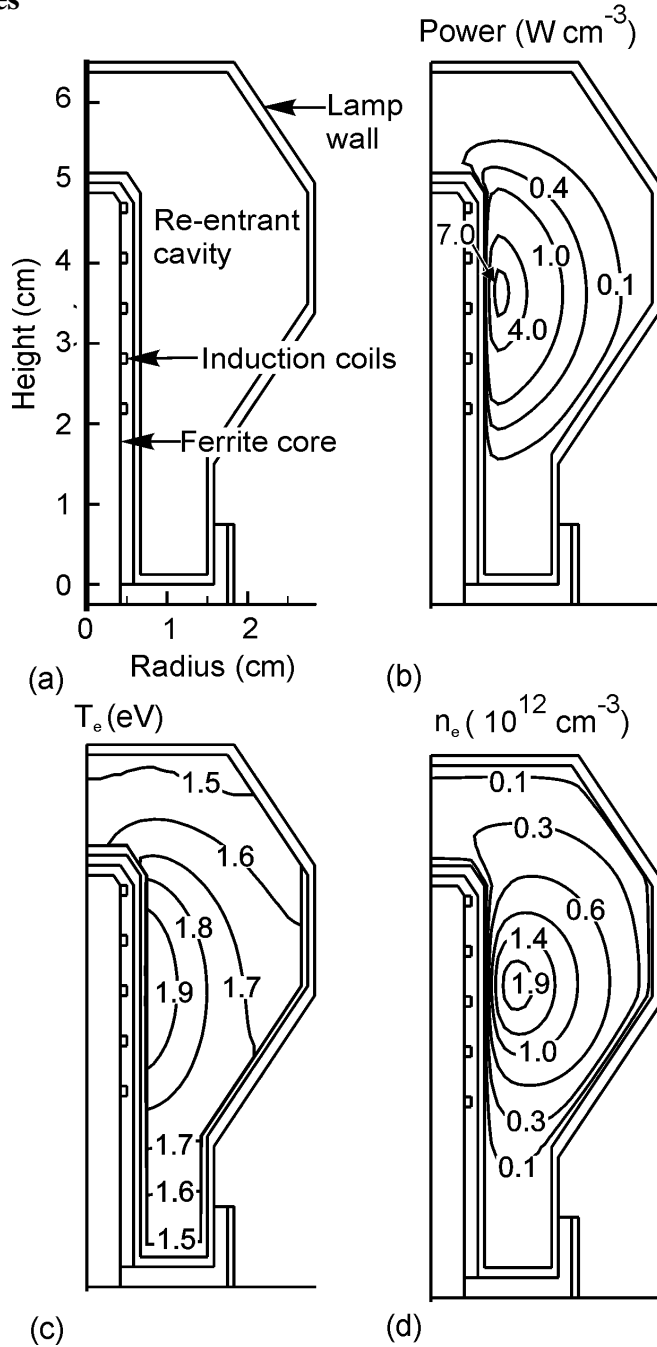 es
Power (W cm-3)
6
Lamp
wall
5
Re-entrant
cavity
4
3
Induction coils
2
Ferrite core
1
0
Height (cm)
0 1 2
Radius (cm)
(a)
0.4
7.0
1.0
0.1
4.0
(b)
Te (eV)
1.5
1.6
1.8
1.9
1.7
1.7
1.6
1.5
(c)
ne ( 10^12 cm-3)
0.1
0.3
0.6
1.4
1.9
1.0
0.3
0.1
(d)